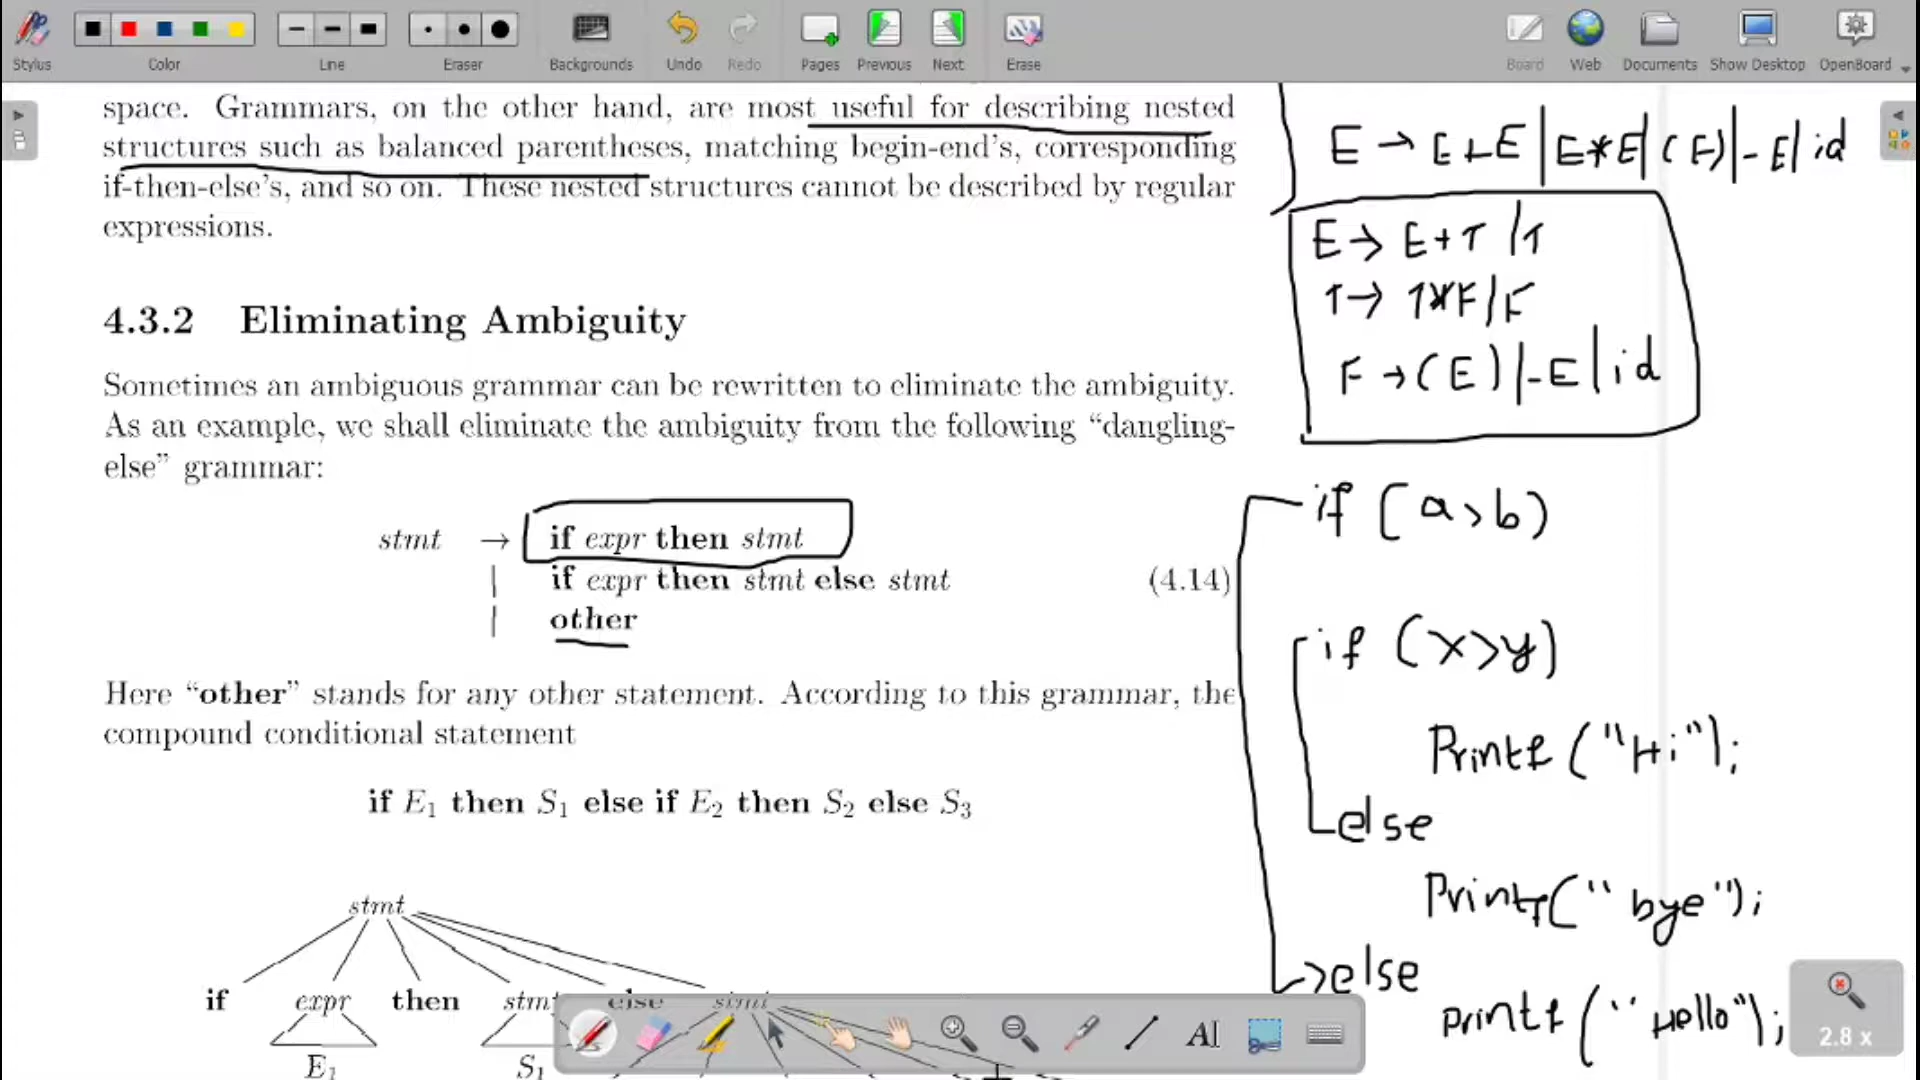 Stylus Color Line Eraser Backgrounds Undo Redo Pages Previous Next Erase Board Web Documents Show Desktop OpenBoard
space. Grammars, on the other hand, are most useful for describing nested
structures such as balanced parentheses, matching begin-end's, corresponding
if-then-else's, and so on. These nested structures cannot be described by regular
expressions.
4.3.2 Eliminating Ambiguity
Sometimes an ambiguous grammar can be rewritten to eliminate the ambiguity.
As an example, we shall eliminate the ambiguity from the following “dangling-
else” grammar:
stmt → if expr then stmt
| if expr then stmt else stmt (4.14)
| other
Here “other” stands for any other statement. According to this grammar, the
compound conditional statement
if E₁ then S₁ else if E₂ then S₂ else S₃
stmt
if expr then stmt else stmt
E₁ S₁
E → E+E | E*E | (E) | -E | id
E → E+T | T
T → T*F | F
F → (E) | -E | id
if (a>b)
if (x>y)
Printf ("Hi");
else
Printf("bye");
else
printf ("Hello");
AI
2.8 x